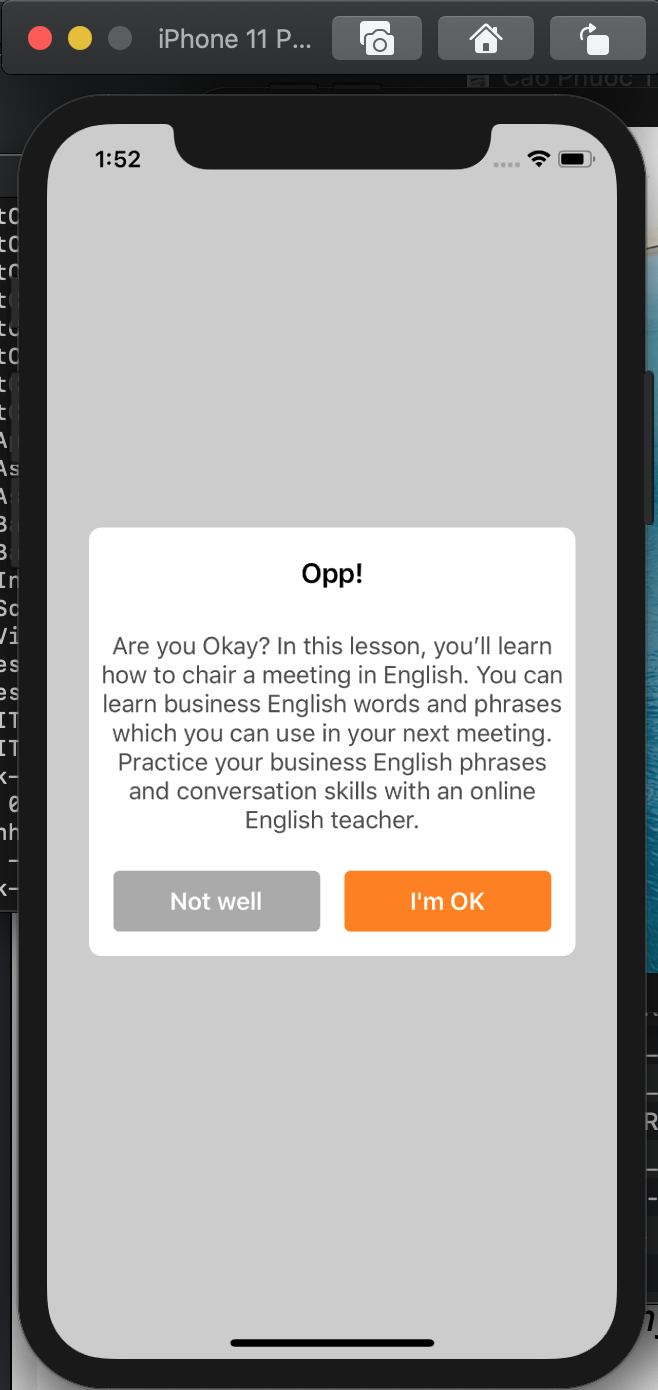 iPhone 11 P...
Cao Phuoc T
1:52
Opp!
Are you Okay? In this lesson, you’ll learn
how to chair a meeting in English. You can
learn business English words and phrases
which you can use in your next meeting.
Practice your business English phrases
and conversation skills with an online
English teacher.
Not well
I'm OK